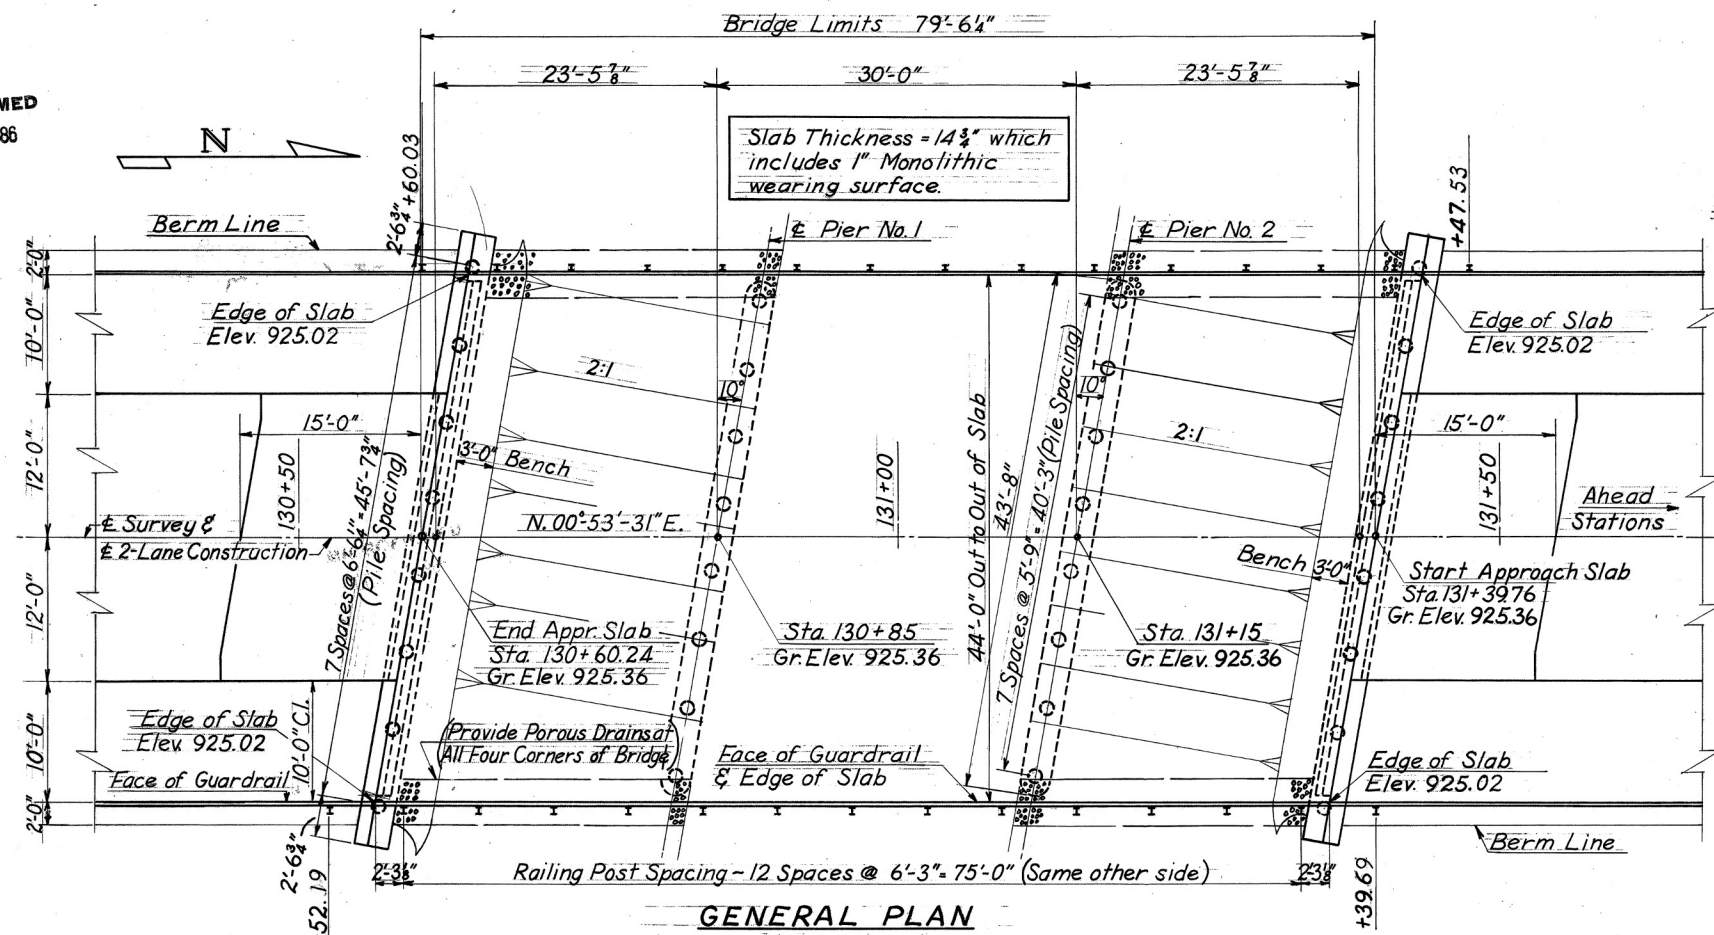 Bridge Limits 79'-6¼"
23'-5⅞"
30'-0"
23'-5⅞"
MED
86
N
Slab Thickness = 14¾" which
includes 1" Monolithic
wearing surface.
2'-6¾"
+60.03
+47.53
Berm Line
℄ Pier No. 1
℄ Pier No. 2
2'-0"
10'-0"
12'-0"
12'-0"
10'-0"
2'-0"
Edge of Slab
Elev. 925.02
Edge of Slab
Elev. 925.02
2:1
10°
10°
2:1
15'-0"
15'-0"
130+50
131+00
131+50
3'-0" Bench
7 Spaces @ 6'-6¼" = 45'-7¾"
(Pile Spacing)
44'-0" Out to Out of Slab
43'-8"
7 Spaces @ 5'-9" = 40'-3" (Pile Spacing)
Ahead
Stations
℄ Survey &
℄ 2-Lane Construction
N. 00°-53'-31" E.
Bench 3'-0"
End Appr. Slab
Sta. 130+60.24
Gr. Elev. 925.36
Sta. 130+85
Gr. Elev. 925.36
Sta. 131+15
Gr. Elev. 925.36
Start Approach Slab
Sta. 131+39.76
Gr. Elev. 925.36
Edge of Slab
Elev. 925.02
10'-0" Cl.
(Provide Porous Drains at
All Four Corners of Bridge)
Face of Guardrail
Face of Guardrail
& Edge of Slab
Edge of Slab
Elev. 925.02
Berm Line
2'-6¾"
52.19
2'-3⅛"
Railing Post Spacing ~ 12 Spaces @ 6'-3" = 75'-0" (Same other side)
2'-3⅛"
+39.69
GENERAL PLAN